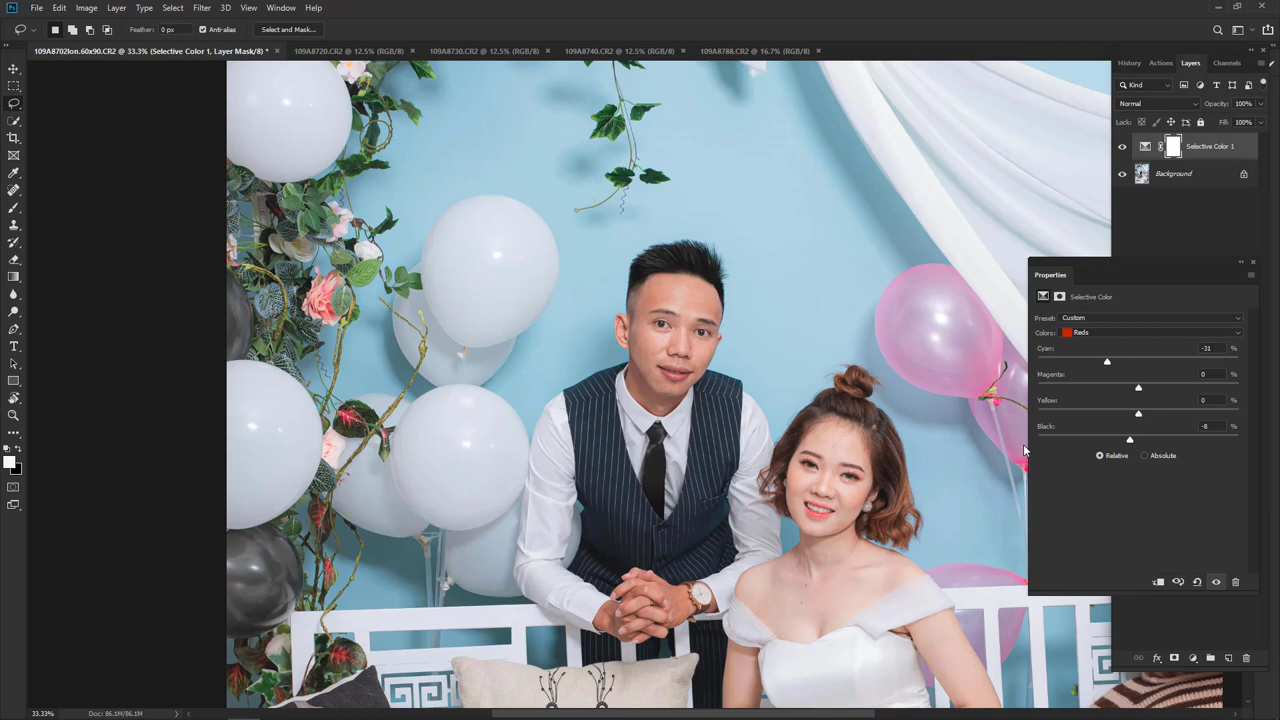 Ps File Edit Image Layer Type Select Filter 3D View Window Help
Feather: 0 px Anti-alias Select and Mask...
109A8702lon.60x90.CR2 @ 33.3% (Selective Color 1, Layer Mask/8) * × 109A8720.CR2 @ 12.5% (RGB/8) × 109A8730.CR2 @ 12.5% (RGB/8) × 109A8740.CR2 @ 12.5% (RGB/8) × 109A8788.CR2 @ 16.7% (RGB/8) ×
History Actions Layers Channels
Kind
Normal Opacity: 100%
Lock: Fill: 100%
Selective Color 1
Background
Properties
Selective Color
Preset: Custom
Colors: Reds
Cyan: -31 %
Magenta: 0 %
Yellow: 0 %
Black: -8 %
Relative Absolute
T
fx
33.33% Doc: 86.1M/86.1M